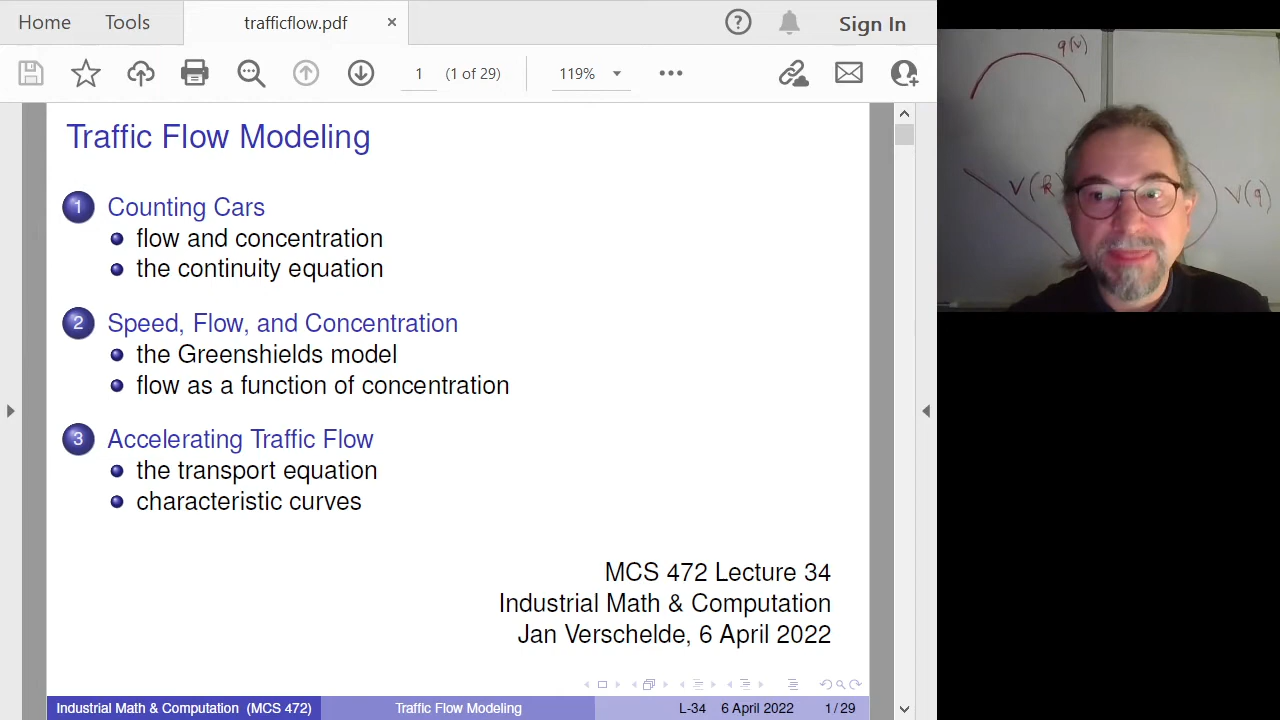 Home
Tools
trafficflow.pdf
×
Sign In
1
(1 of 29)
119%
Traffic Flow Modeling
1 Counting Cars
flow and concentration
the continuity equation
2 Speed, Flow, and Concentration
the Greenshields model
flow as a function of concentration
3 Accelerating Traffic Flow
the transport equation
characteristic curves
MCS 472 Lecture 34
Industrial Math & Computation
Jan Verschelde, 6 April 2022
Industrial Math & Computation (MCS 472)
Traffic Flow Modeling
L-34 6 April 2022
1 / 29
q(v)
V(k
V(q)